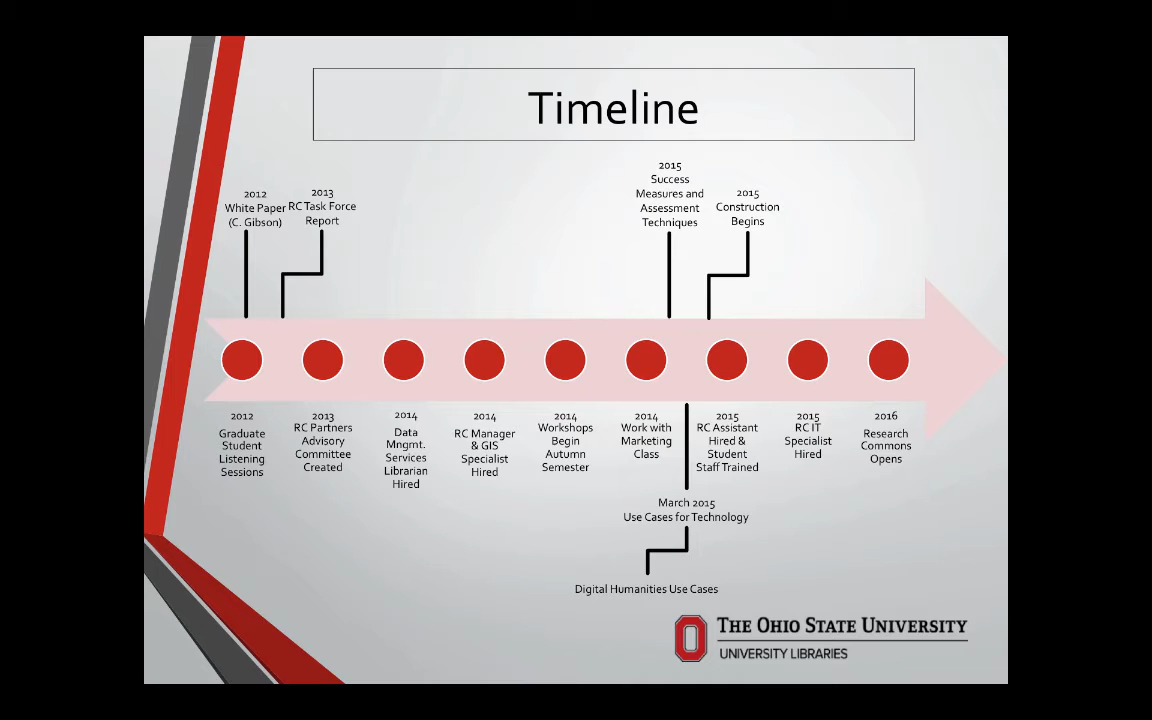 Timeline
2012
White Paper
(C. Gibson)
2013
RC Task Force
Report
2015
Success
Measures and
Assessment
Techniques
2015
Construction
Begins
2012
Graduate
Student
Listening
Sessions
2013
RC Partners
Advisory
Committee
Created
2014
Data
Mngmt.
Services
Librarian
Hired
2014
RC Manager
& GIS
Specialist
Hired
2014
Workshops
Begin
Autumn
Semester
2014
Work with
Marketing
Class
2015
RC Assistant
Hired &
Student
Staff Trained
2015
RC IT
Specialist
Hired
2016
Research
Commons
Opens
March 2015
Use Cases for Technology
Digital Humanities Use Cases
THE OHIO STATE UNIVERSITY
UNIVERSITY LIBRARIES